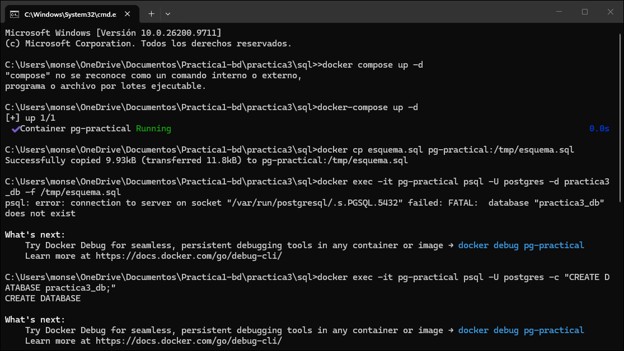 C:\Windows\System32\cmd.e
Microsoft Windows [Versión 10.0.26200.9711]
(c) Microsoft Corporation. Todos los derechos reservados.
C:\Users\monse\OneDrive\Documentos\Practica1-bd\practica3\sql>>docker compose up -d
"compose" no se reconoce como un comando interno o externo,
programa o archivo por lotes ejecutable.
C:\Users\monse\OneDrive\Documentos\Practica1-bd\practica3\sql>docker-compose up -d
[+] up 1/1
Container pg-practical Running 0.0s
C:\Users\monse\OneDrive\Documentos\Practica1-bd\practica3\sql>docker cp esquema.sql pg-practical:/tmp/esquema.sql
Successfully copied 9.93kB (transferred 11.8kB) to pg-practical:/tmp/esquema.sql
C:\Users\monse\OneDrive\Documentos\Practica1-bd\practica3\sql>docker exec -it pg-practical psql -U postgres -d practica3
_db -f /tmp/esquema.sql
psql: error: connection to server on socket "/var/run/postgresql/.s.PGSQL.5432" failed: FATAL:  database "practica3_db"
does not exist
What's next:
Try Docker Debug for seamless, persistent debugging tools in any container or image → docker debug pg-practical
Learn more at https://docs.docker.com/go/debug-cli/
C:\Users\monse\OneDrive\Documentos\Practica1-bd\practica3\sql>docker exec -it pg-practical psql -U postgres -c "CREATE D
ATABASE practica3_db;"
CREATE DATABASE
What's next:
Try Docker Debug for seamless, persistent debugging tools in any container or image → docker debug pg-practical
Learn more at https://docs.docker.com/go/debug-cli/